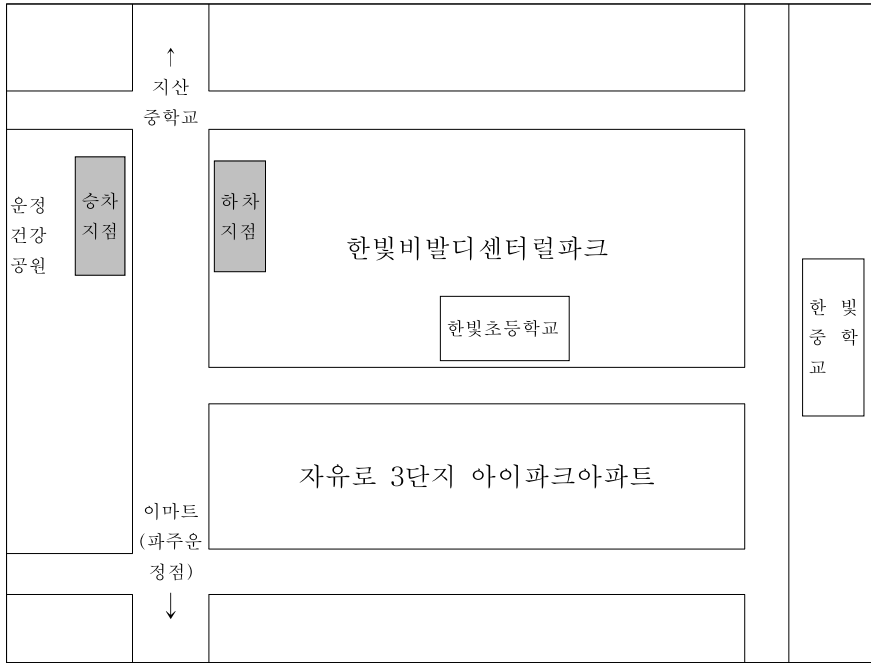 ↑
지산
중학교
운정
건강
공원
승차
지점
하차
지점
한빛비발디센터럴파크
한빛초등학교
한 빛
중 학
교
자유로 3단지 아이파크아파트
이마트
(파주운
정점)
↓